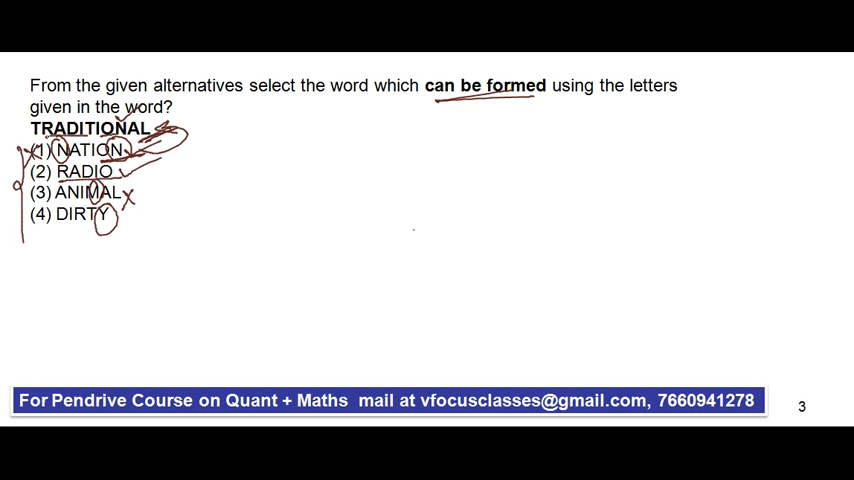 From the given alternatives select the word which can be formed using the letters
given in the word?
TRADITIONAL
(1) NATION
(2) RADIO
(3) ANIMAL
(4) DIRTY
For Pendrive Course on Quant + Maths mail at vfocusclasses@gmail.com, 7660941278
3